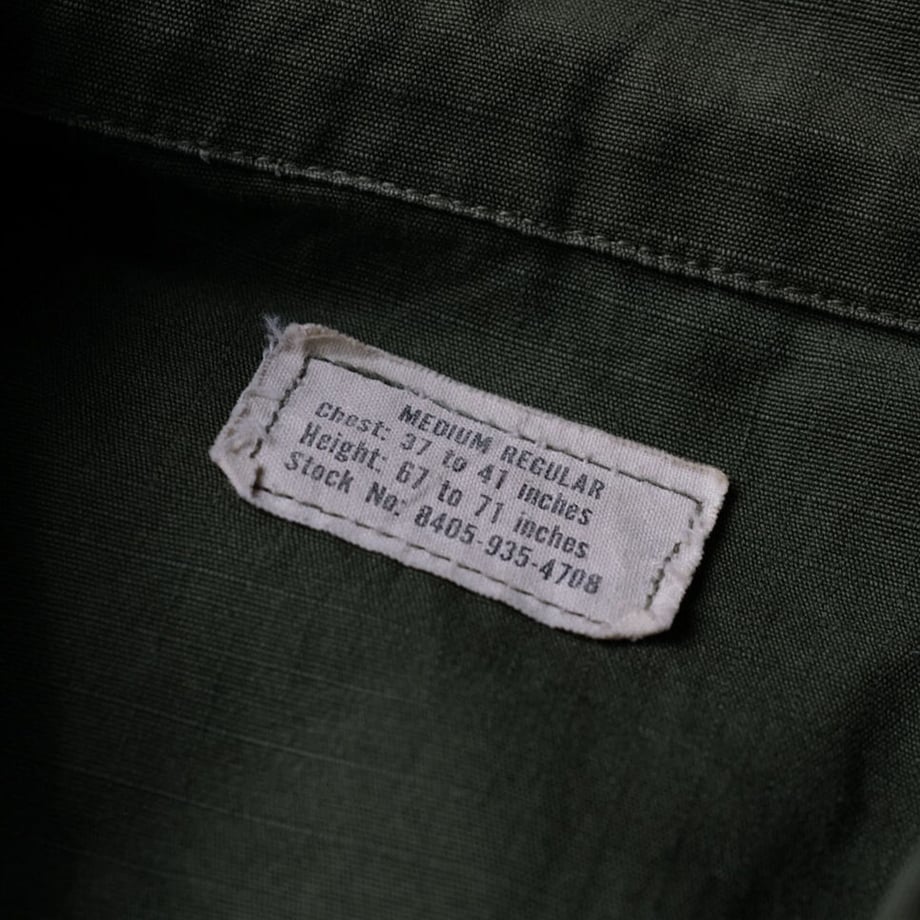 MEDIUM REGULAR
Chest: 37 to 41 inches
Height: 67 to 71 inches
Stock No: 8405-935-4708